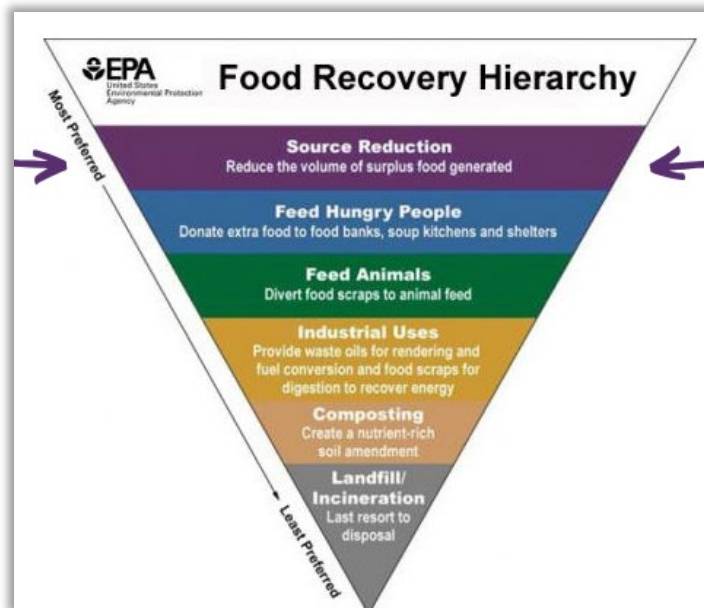 EPA
United States
Environmental Protection
Agency
Food Recovery Hierarchy
Most Preferred
Source Reduction
Reduce the volume of surplus food generated
Feed Hungry People
Donate extra food to food banks, soup kitchens and shelters
Feed Animals
Divert food scraps to animal feed
Industrial Uses
Provide waste oils for rendering and
fuel conversion and food scraps for
digestion to recover energy
Composting
Create a nutrient-rich
soil amendment
Landfill/
Incineration
Last resort to
disposal
Least Preferred